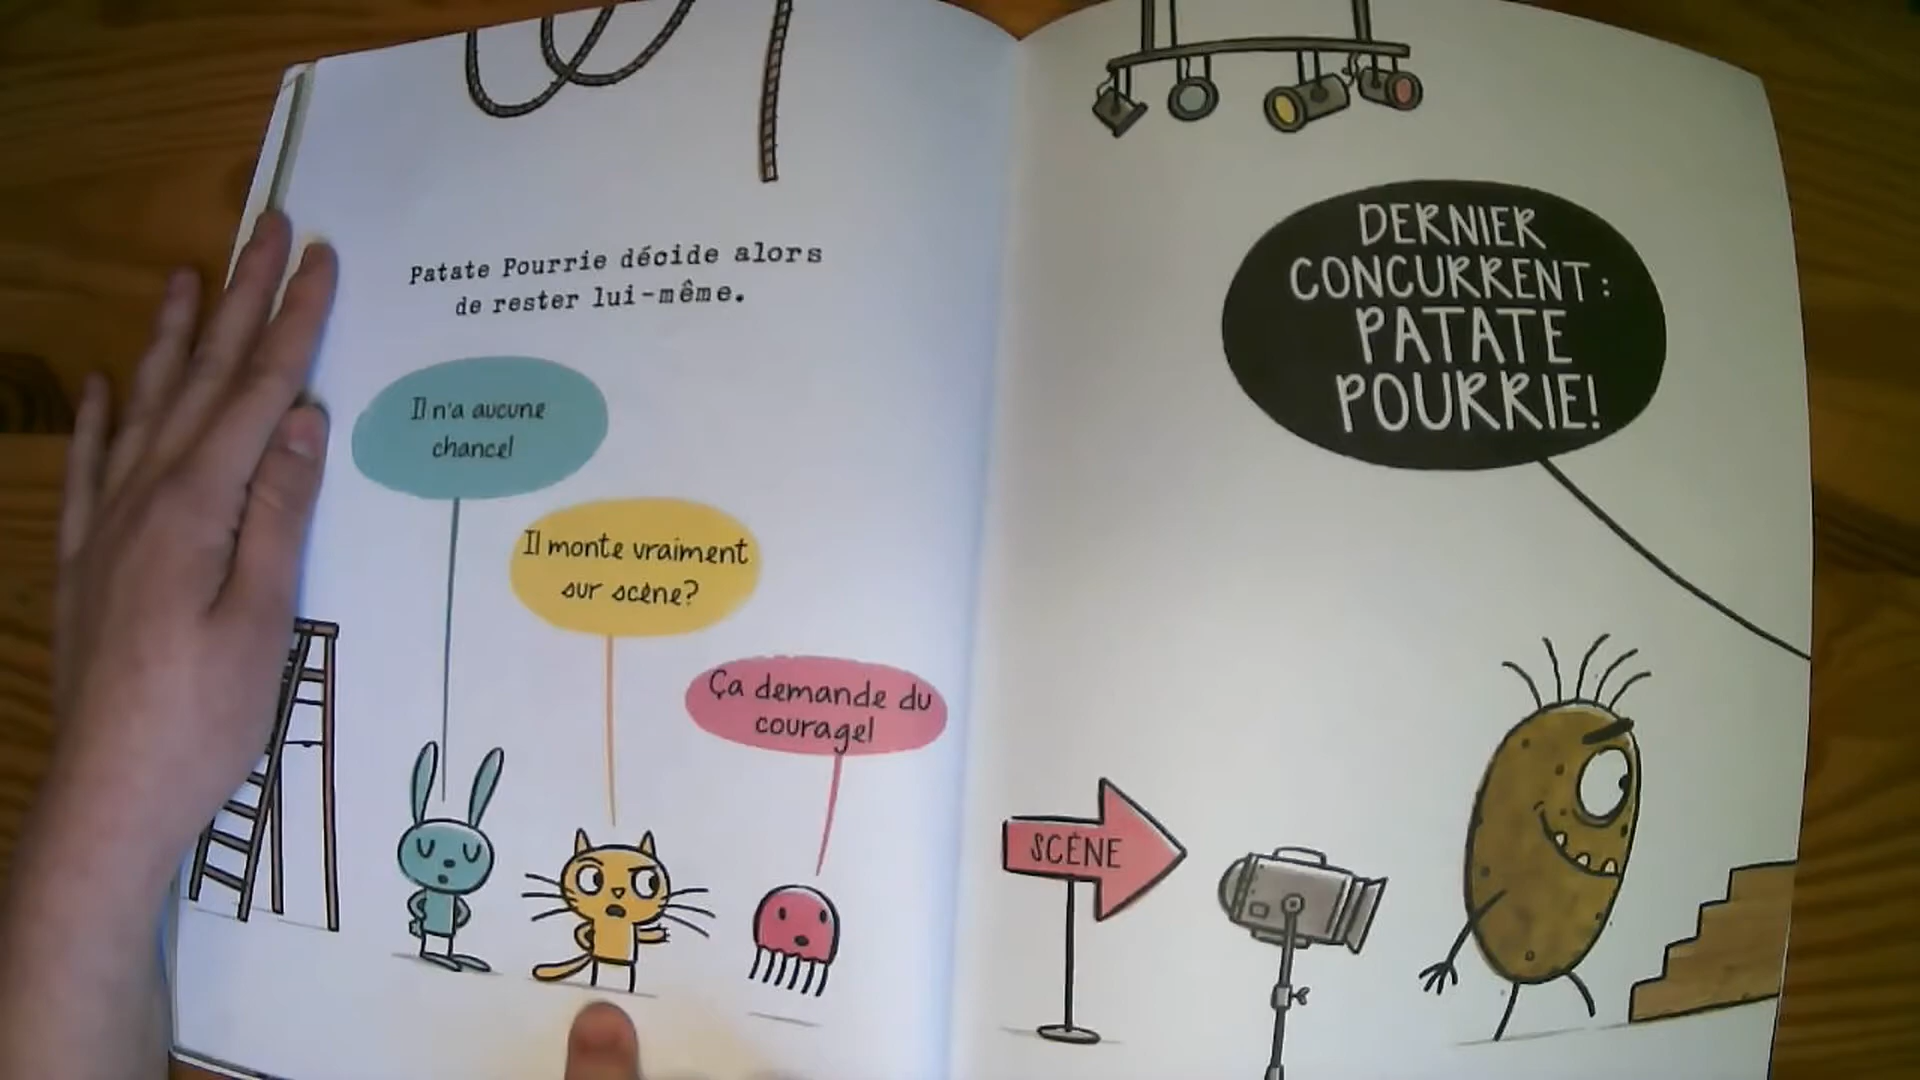 Patate Pourrie décide alors
de rester lui-même.
Il n'a aucune
chance!
Il monte vraiment
sur scène?
Ça demande du
courage!
DERNIER
CONCURRENT:
PATATE
POURRIE!
SCÈNE